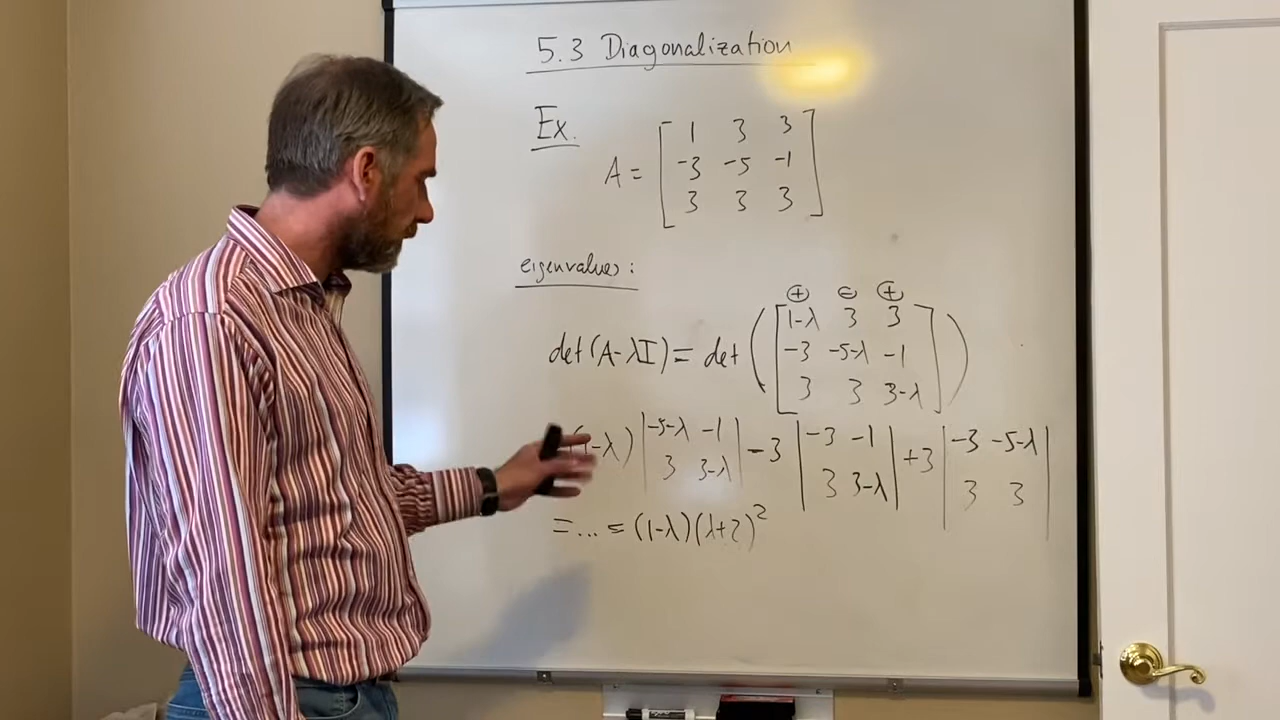 5.3 Diagonalization
Ex.
A = [ 1 3 3
-3 -5 -1
3 3 3 ]
eigenvalues:
⊕ ⊖ ⊕
det(A-λI) = det ( [ 1-λ 3 3
-3 -5-λ -1
3 3 3-λ ] )
(1-λ) | -5-λ -1 | -3 | -3 -1 | +3 | -3 -5-λ |
| 3 3-λ | | 3 3-λ | | 3 3 |
= ... = (1-λ)(λ+2)²